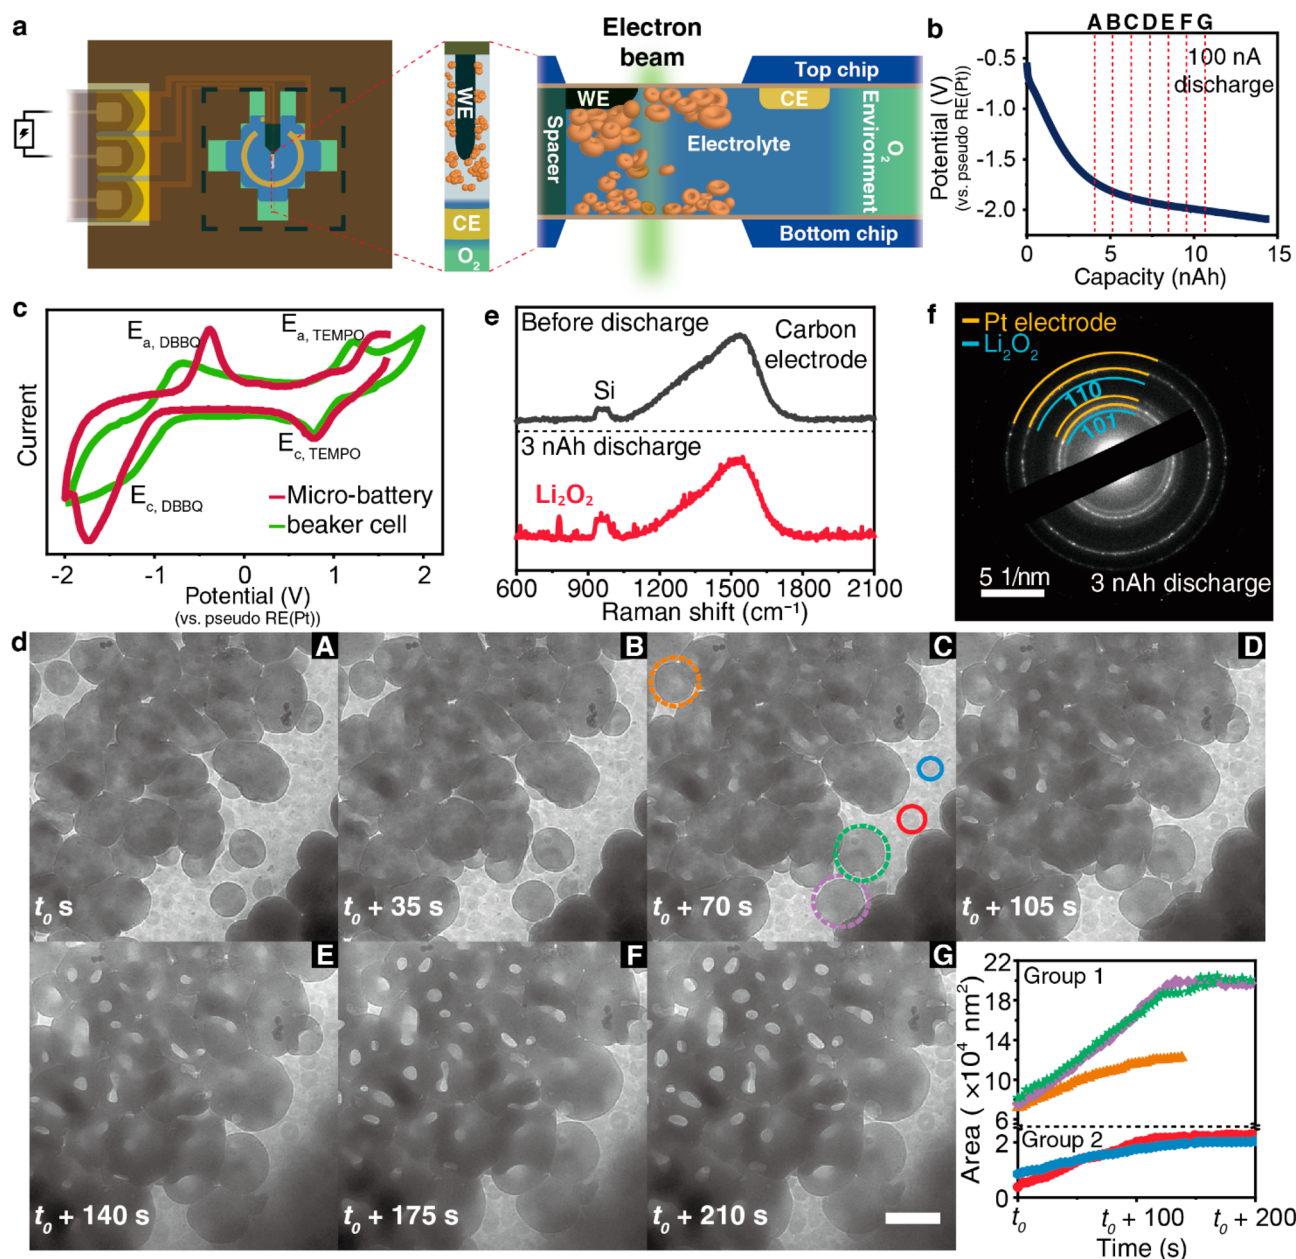 a
Electron
beam
WE
CE
O₂
Spacer
WE
CE
Top chip
Electrolyte
O₂
Environment
Bottom chip
b
A B C D E F G
100 nA
discharge
Potential (V)
(vs. pseudo RE(Pt))
-0.5
-1.0
-1.5
-2.0
0 5 10 15
Capacity (nAh)
c
E a, DBBQ
E a, TEMPO
E c, TEMPO
E c, DBBQ
Micro-battery
beaker cell
Current
-2 -1 0 1 2
Potential (V)
(vs. pseudo RE(Pt))
e
Before discharge
Carbon
electrode
Si
3 nAh discharge
Li₂O₂
600 900 1200 1500 1800 2100
Raman shift (cm⁻¹)
f
Pt electrode
Li₂O₂
110
101
5 1/nm
3 nAh discharge
d
A
t₀ s
B
t₀ + 35 s
C
t₀ + 70 s
D
t₀ + 105 s
E
t₀ + 140 s
F
t₀ + 175 s
G
t₀ + 210 s
Group 1
Group 2
Area ( ×10⁴ nm²)
22
18
14
10
6
2
0
t₀ t₀ + 100 t₀ + 200
Time (s)